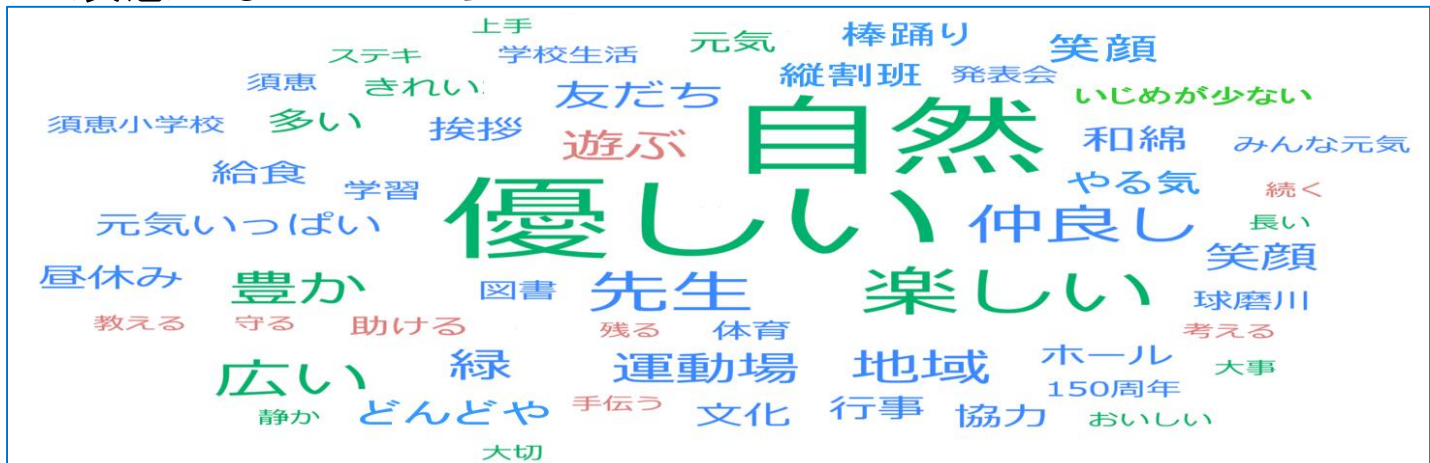 上手
ステキ 学校生活 元気 棒踊り 笑顔
須恵 きれい 友だち 縦割班 発表会 いじめが少ない
須恵小学校 多い 挨拶 遊ぶ 自然 和綿 みんな元気
給食 学習 優しい 仲良し やる気 続く
元気いっぱい 長い
昼休み 豊か 図書 先生 楽しい 笑顔 球磨川
教える 守る 助ける 残る 体育 考える
広い 緑 運動場 地域 ホール 大事
静か どんどや 手伝う 文化 行事 協力 150周年 おいしい
大切